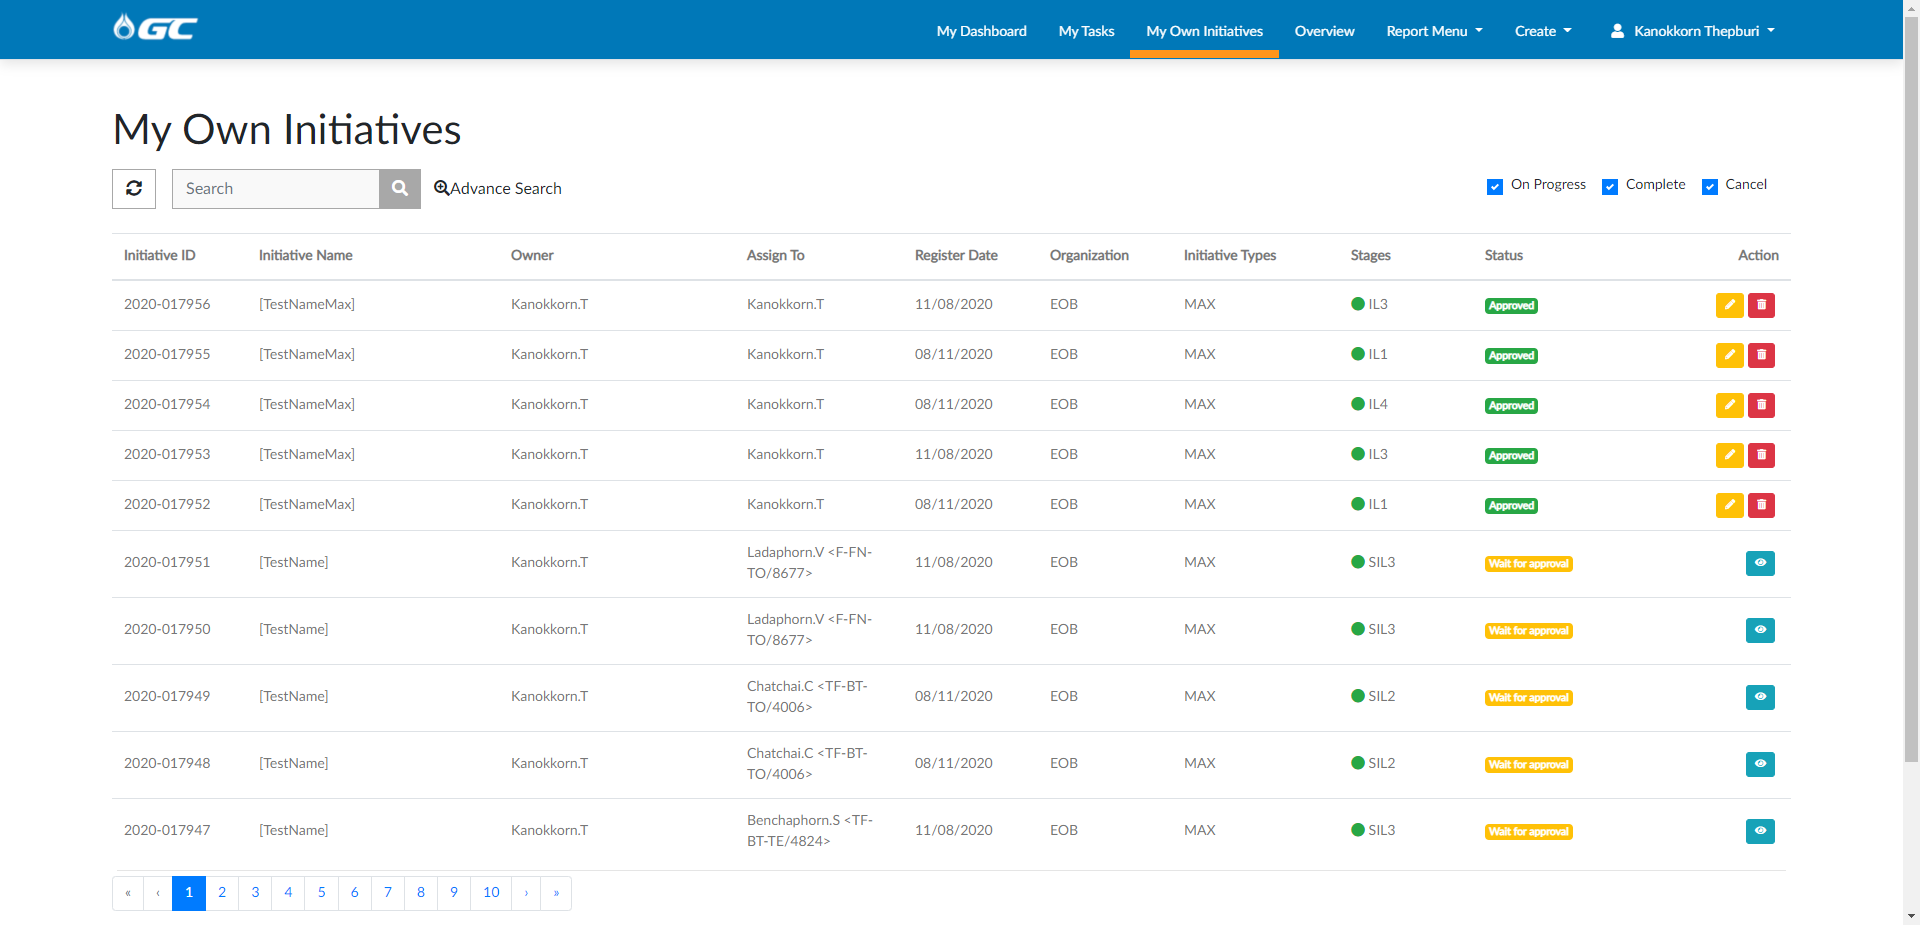 GC My Dashboard My Tasks My Own Initiatives Overview Report Menu Create Kanokkorn Thepburi
My Own Initiatives
Search Advance Search On Progress Complete Cancel
Initiative ID Initiative Name Owner Assign To Register Date Organization Initiative Types Stages Status Action
2020-017956 [TestNameMax] Kanokkorn.T Kanokkorn.T 11/08/2020 EOB MAX IL3 Approved
2020-017955 [TestNameMax] Kanokkorn.T Kanokkorn.T 08/11/2020 EOB MAX IL1 Approved
2020-017954 [TestNameMax] Kanokkorn.T Kanokkorn.T 08/11/2020 EOB MAX IL4 Approved
2020-017953 [TestNameMax] Kanokkorn.T Kanokkorn.T 11/08/2020 EOB MAX IL3 Approved
2020-017952 [TestNameMax] Kanokkorn.T Kanokkorn.T 08/11/2020 EOB MAX IL1 Approved
2020-017951 [TestName] Kanokkorn.T Ladaphorn.V <F-FN-
TO/8677> 11/08/2020 EOB MAX SIL3 Wait for approval
2020-017950 [TestName] Kanokkorn.T Ladaphorn.V <F-FN-
TO/8677> 11/08/2020 EOB MAX SIL3 Wait for approval
2020-017949 [TestName] Kanokkorn.T Chatchai.C <TF-BT-
TO/4006> 08/11/2020 EOB MAX SIL2 Wait for approval
2020-017948 [TestName] Kanokkorn.T Chatchai.C <TF-BT-
TO/4006> 08/11/2020 EOB MAX SIL2 Wait for approval
2020-017947 [TestName] Kanokkorn.T Benchaphorn.S <TF-
BT-TE/4824> 11/08/2020 EOB MAX SIL3 Wait for approval
« ‹ 1 2 3 4 5 6 7 8 9 10 › »